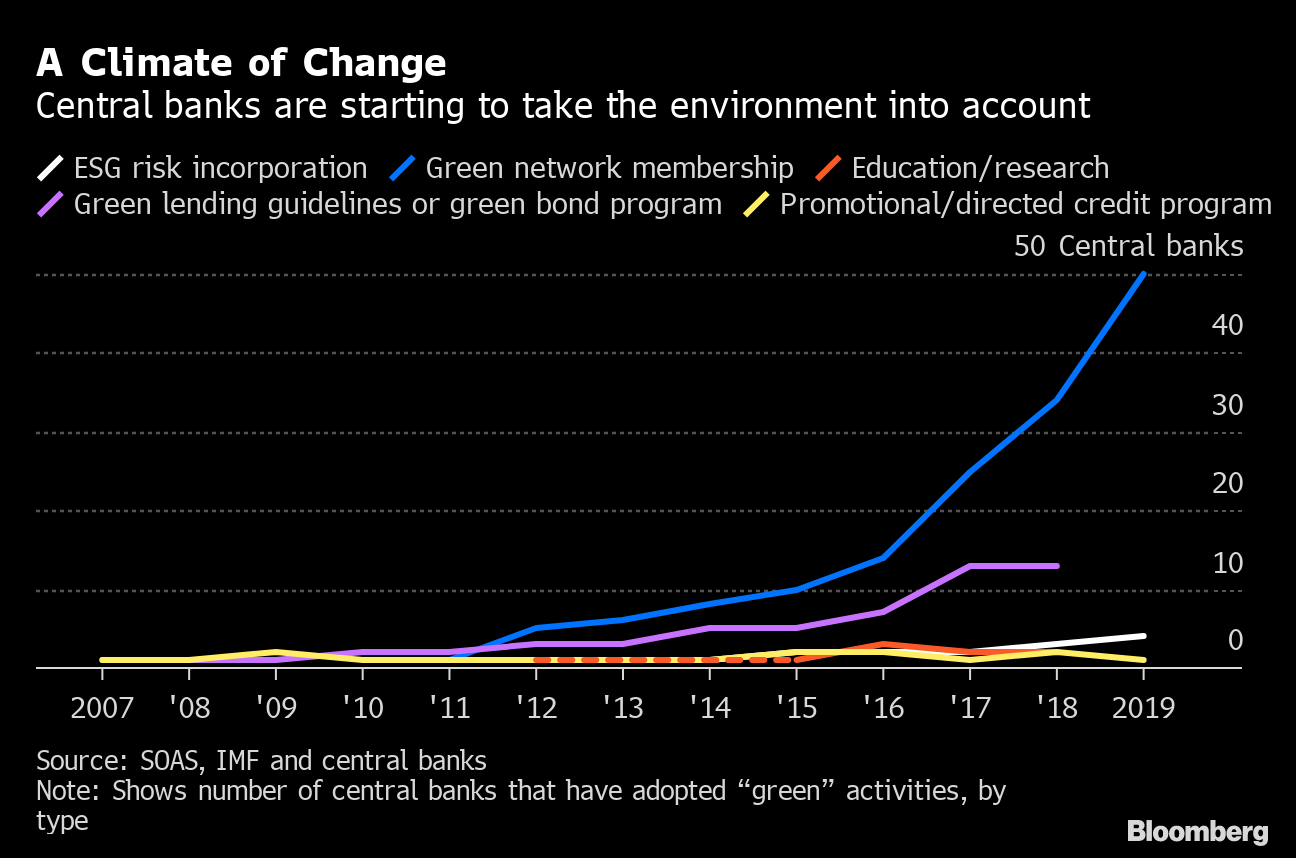 A Climate of Change
Central banks are starting to take the environment into account
ESG risk incorporation Green network membership Education/research
Green lending guidelines or green bond program Promotional/directed credit program
50 Central banks
40
30
20
10
0
2007 '08 '09 '10 '11 '12 '13 '14 '15 '16 '17 '18 2019
Source: SOAS, IMF and central banks
Note: Shows number of central banks that have adopted “green” activities, by
type
Bloomberg